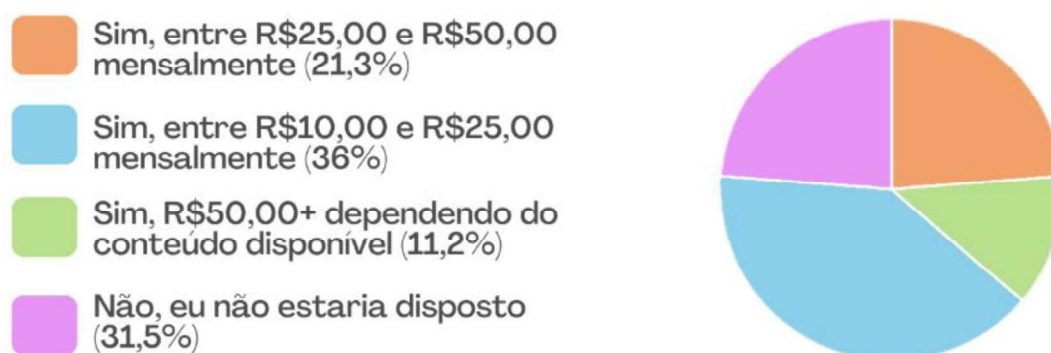 Sim, entre R$25,00 e R$50,00
mensalmente (21,3%)
Sim, entre R$10,00 e R$25,00
mensalmente (36%)
Sim, R$50,00+ dependendo do
conteúdo disponível (11,2%)
Não, eu não estaria disposto
(31,5%)